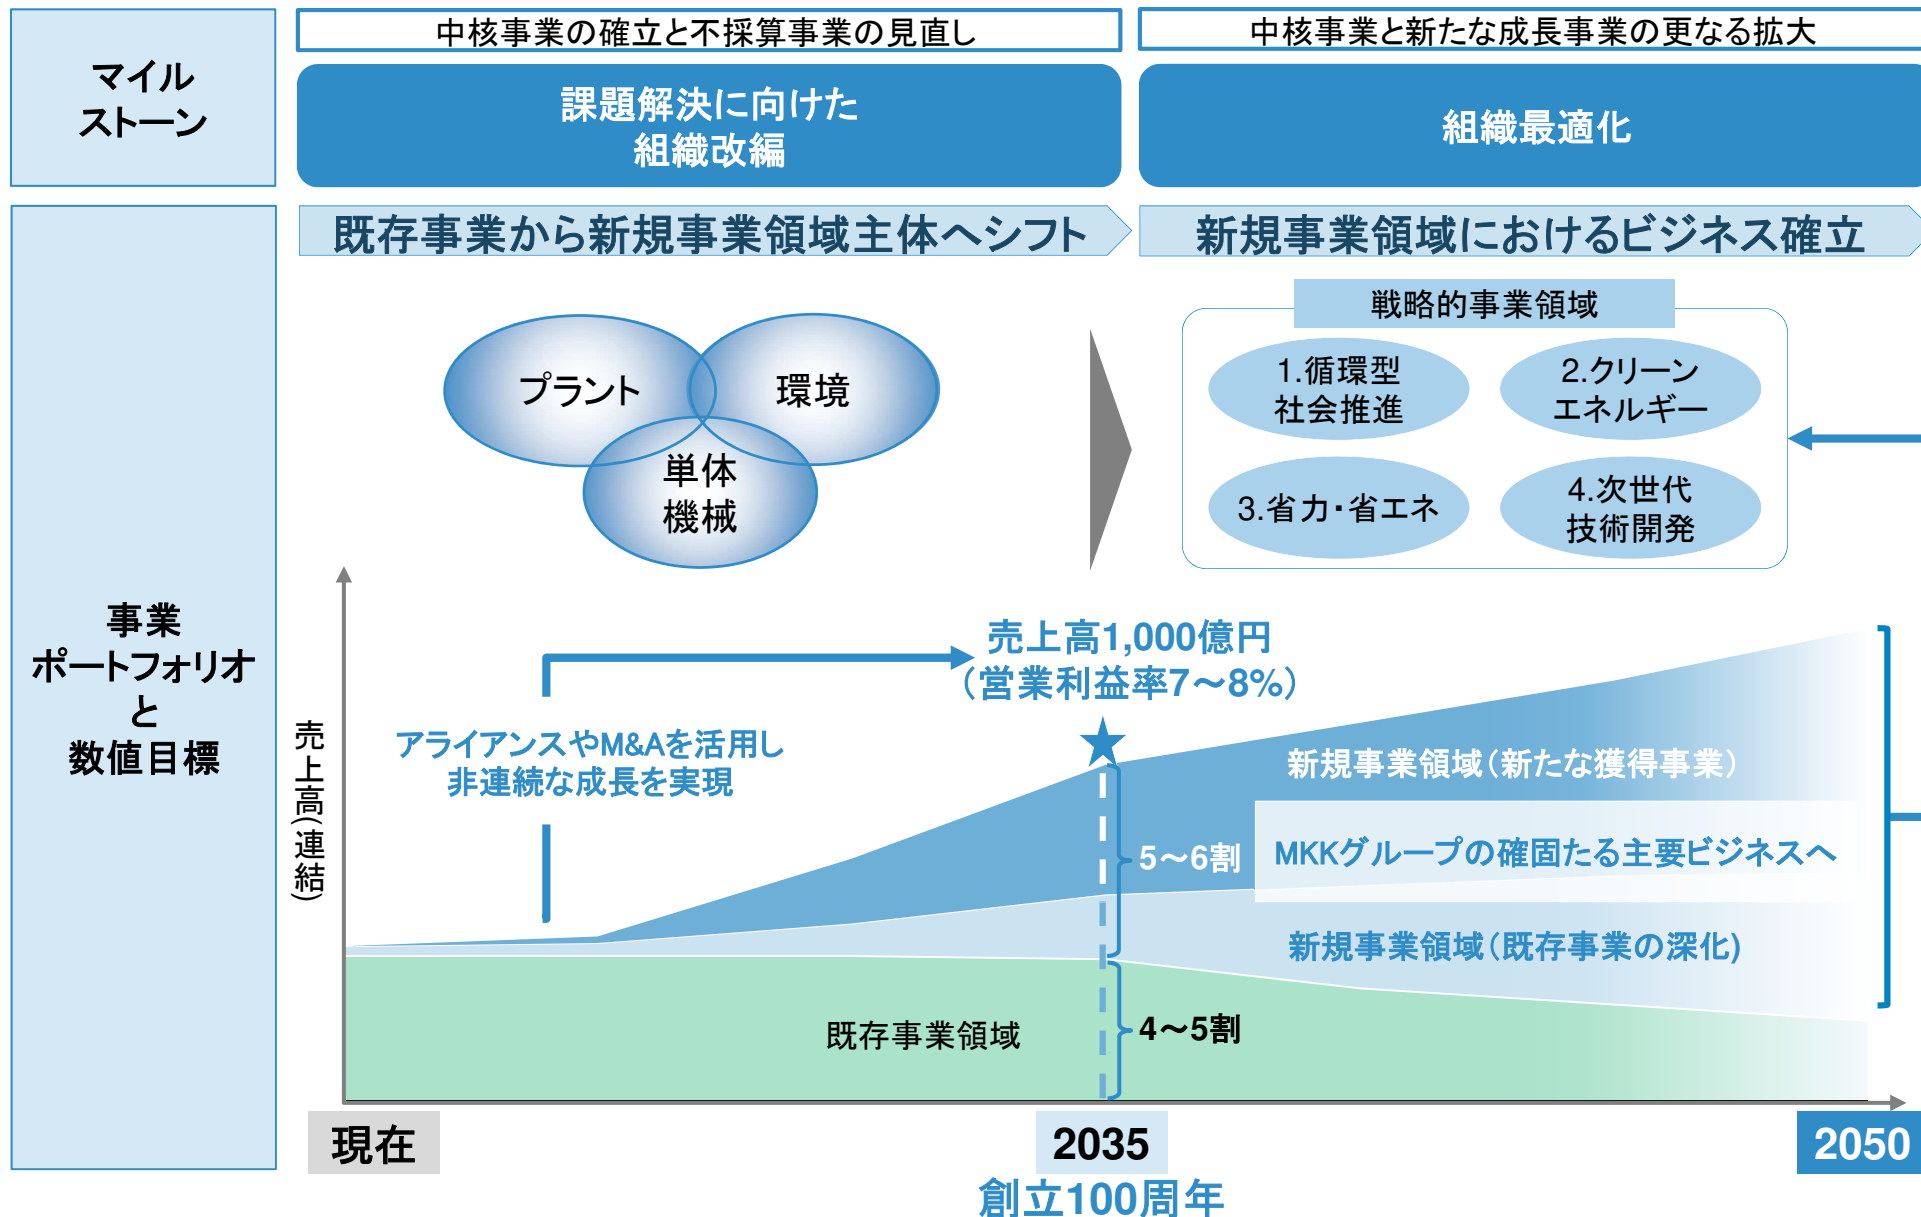 マイル
ストーン
中核事業の確立と不採算事業の見直し
中核事業と新たな成長事業の更なる拡大
課題解決に向けた
組織改編
組織最適化
事業
ポートフォリオ
と
数値目標
既存事業から新規事業領域主体へシフト
新規事業領域におけるビジネス確立
プラント
環境
単体
機械
戦略的事業領域
1.循環型
社会推進
2.クリーン
エネルギー
3.省力・省エネ
4.次世代
技術開発
売上高1,000億円
（営業利益率7～8%）
アライアンスやM&Aを活用し
非連続な成長を実現
売上高(連結)
新規事業領域（新たな獲得事業）
5～6割
MKKグループの確固たる主要ビジネスへ
新規事業領域（既存事業の深化)
既存事業領域
4～5割
現在
2035
2050
創立100周年